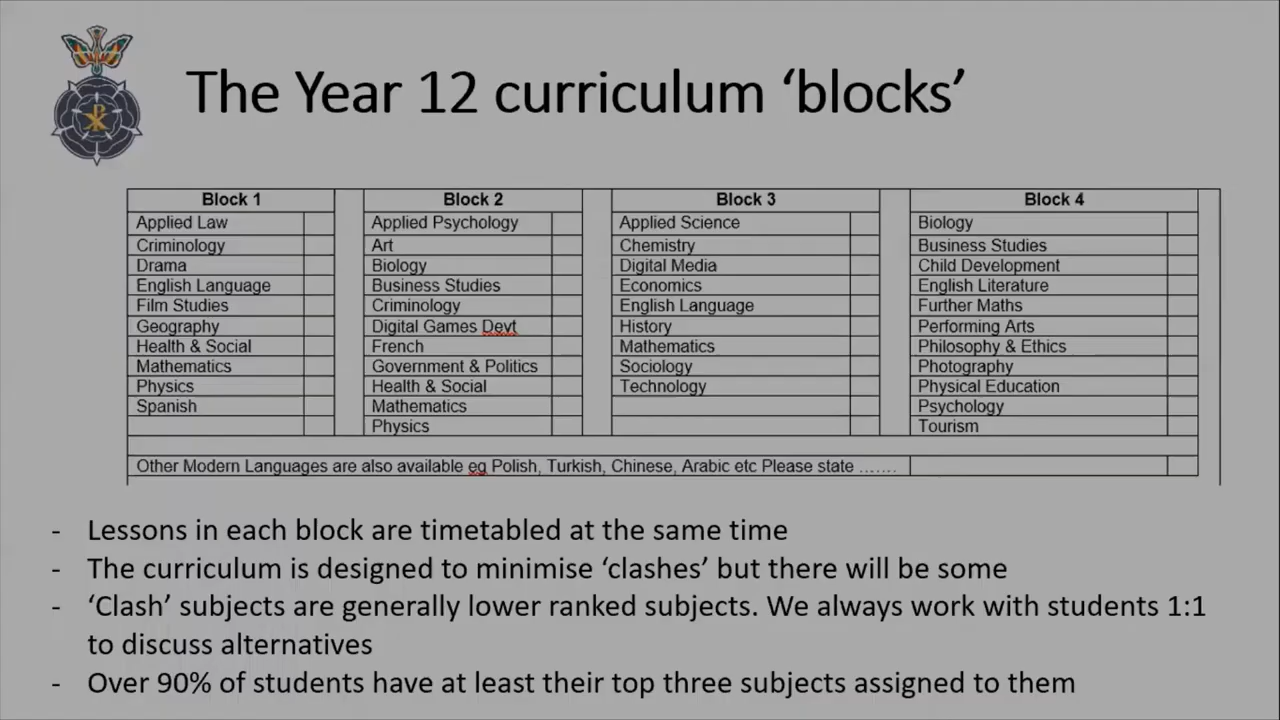 The Year 12 curriculum ‘blocks’
Block 1 Block 2 Block 3 Block 4
Applied Law Applied Psychology Applied Science Biology
Criminology Art Chemistry Business Studies
Drama Biology Digital Media Child Development
English Language Business Studies Economics English Literature
Film Studies Criminology English Language Further Maths
Geography Digital Games Devt History Performing Arts
Health & Social French Mathematics Philosophy & Ethics
Mathematics Government & Politics Sociology Photography
Physics Health & Social Technology Physical Education
Spanish Mathematics Psychology
Physics Tourism
Other Modern Languages are also available eg Polish, Turkish, Chinese, Arabic etc Please state …….
- Lessons in each block are timetabled at the same time
- The curriculum is designed to minimise ‘clashes’ but there will be some
- ‘Clash’ subjects are generally lower ranked subjects. We always work with students 1:1
to discuss alternatives
- Over 90% of students have at least their top three subjects assigned to them